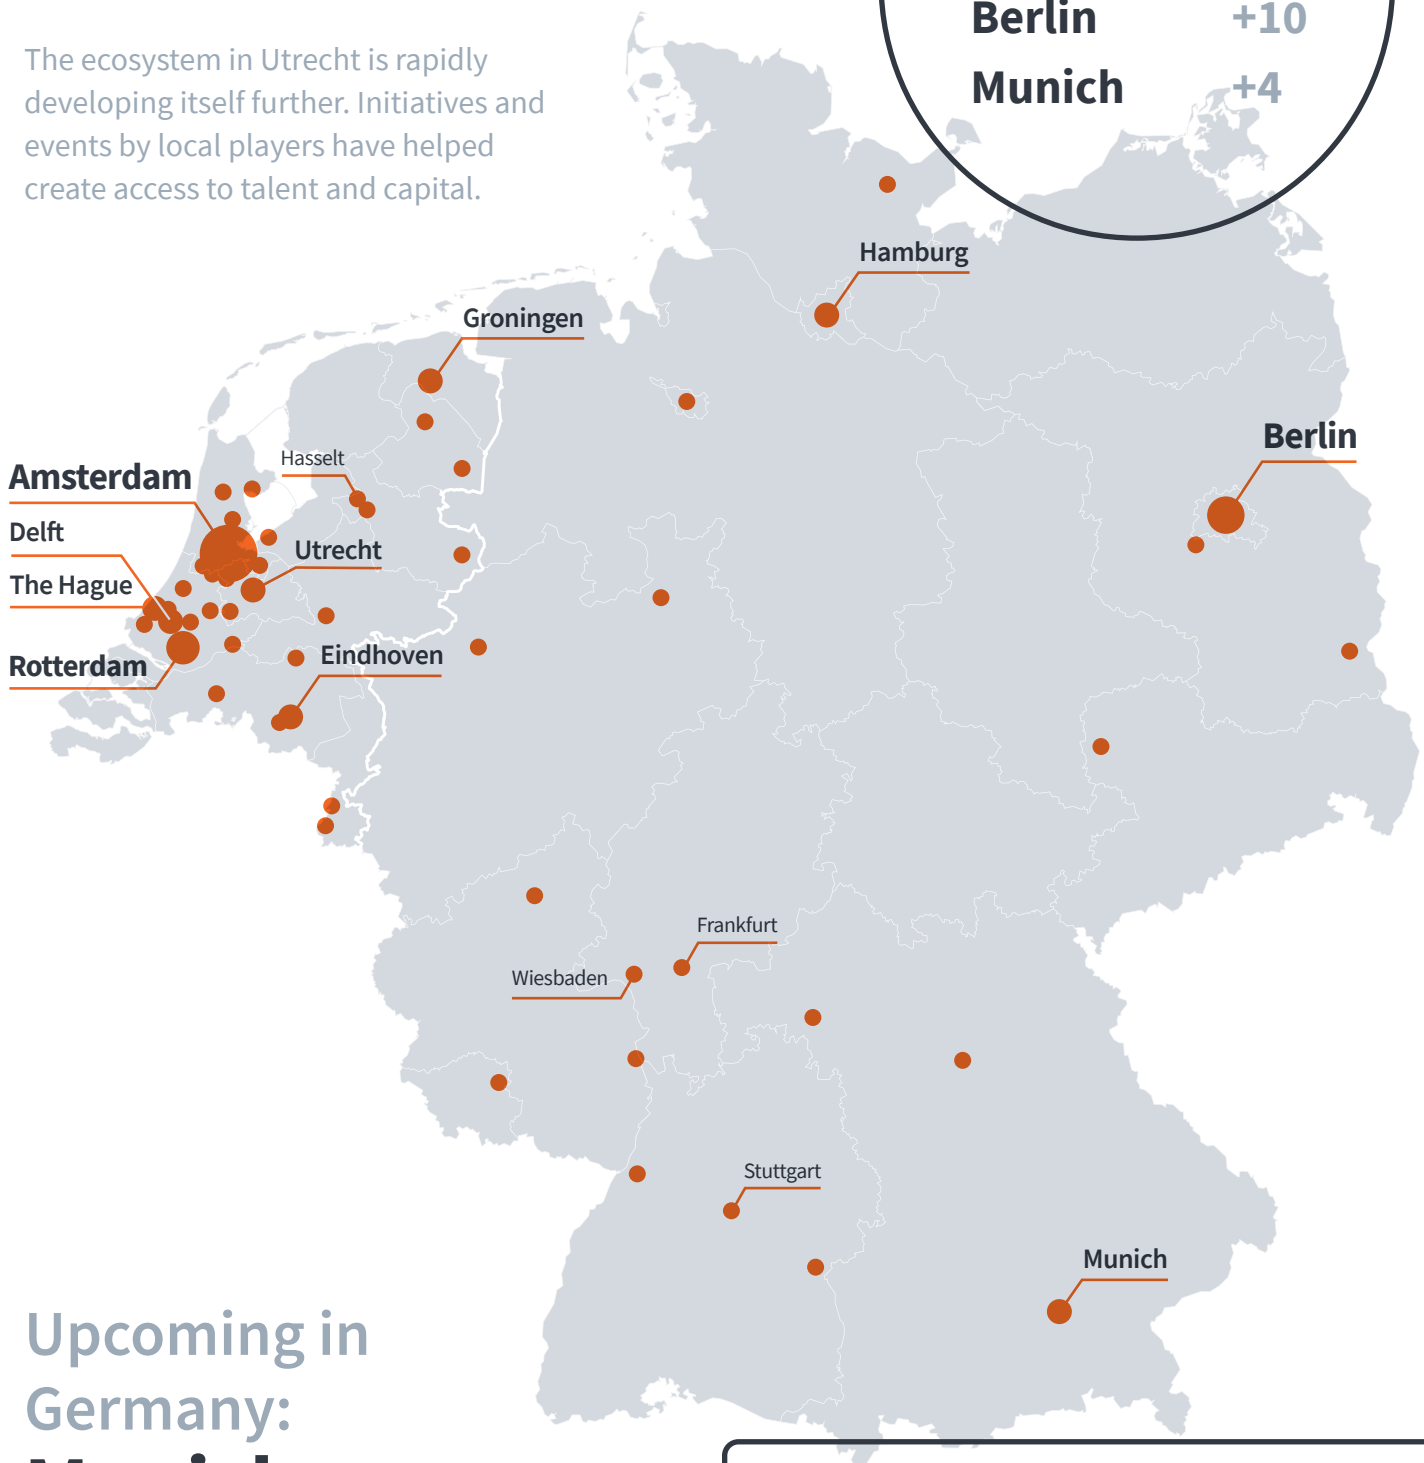 Berlin +10
Munich +4
The ecosystem in Utrecht is rapidly
developing itself further. Initiatives and
events by local players have helped
create access to talent and capital.
Hamburg
Groningen
Berlin
Hasselt
Amsterdam
Delft
Utrecht
The Hague
Eindhoven
Rotterdam
Frankfurt
Wiesbaden
Stuttgart
Munich
Upcoming in
Germany: